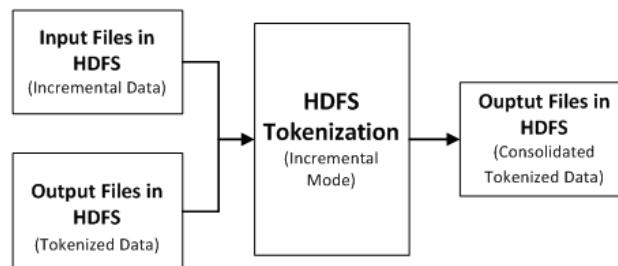 Input Files in
HDFS
(Incremental Data)
Output Files in
HDFS
(Tokenized Data)
HDFS
Tokenization
(Incremental
Mode)
Ouptut Files in
HDFS
(Consolidated
Tokenized Data)